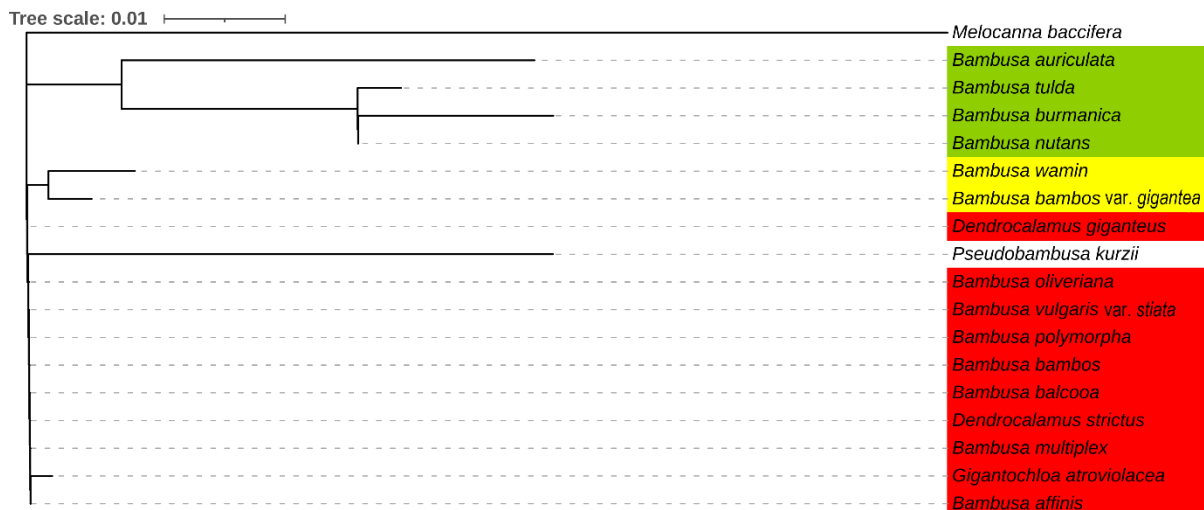 Tree scale: 0.01
Melocanna baccifera
Bambusa auriculata
Bambusa tulda
Bambusa burmanica
Bambusa nutans
Bambusa wamin
Bambusa bambos var. gigantea
Dendrocalamus giganteus
Pseudobambusa kurzii
Bambusa oliveriana
Bambusa vulgaris var. stiata
Bambusa polymorpha
Bambusa bambos
Bambusa balcooa
Dendrocalamus strictus
Bambusa multiplex
Gigantochloa atroviolacea
Bambusa affinis